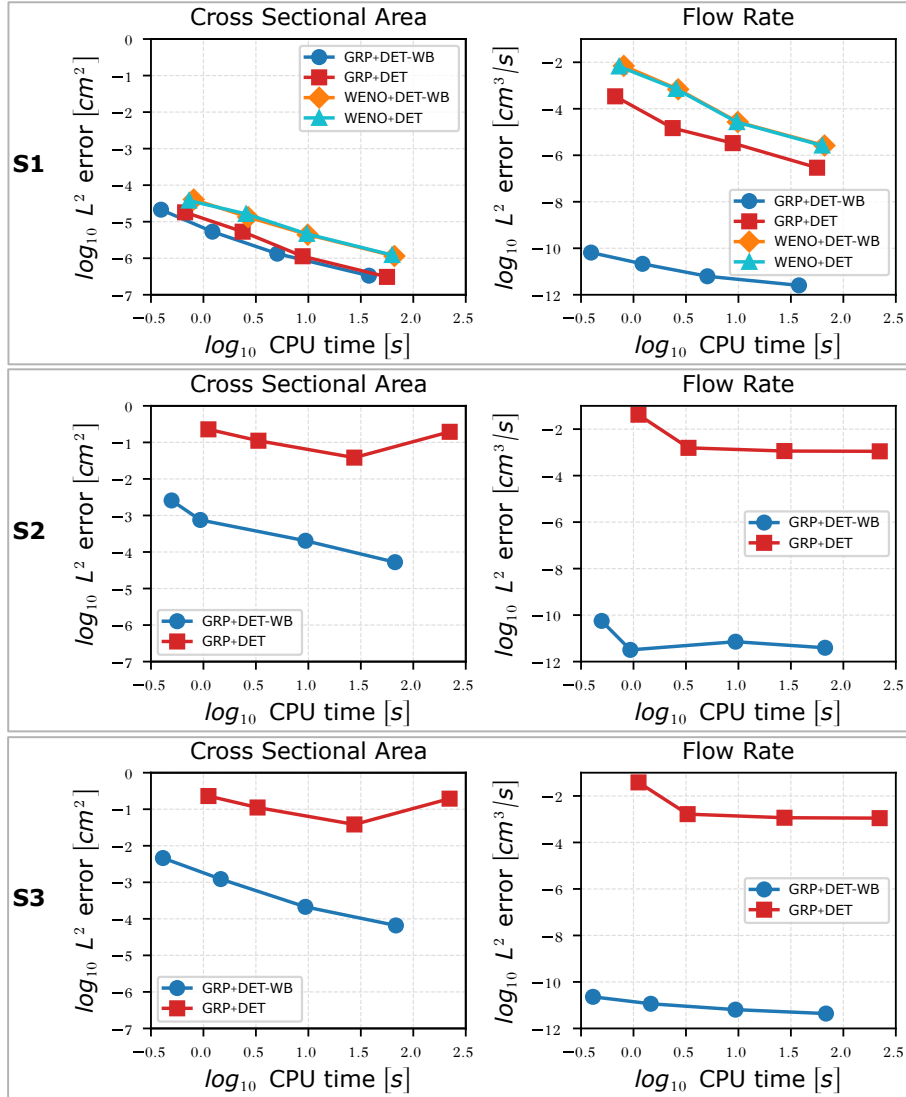 Cross Sectional Area
Flow Rate
S1
log₁₀ L² error [cm²]
0
−1
−2
−3
−4
−5
−6
−7
GRP+DET-WB
GRP+DET
WENO+DET-WB
WENO+DET
−0.5 0.0 0.5 1.0 1.5 2.0 2.5
log₁₀ CPU time [s]
log₁₀ L² error [cm³/s]
−2
−4
−6
−8
−10
−12
GRP+DET-WB
GRP+DET
WENO+DET-WB
WENO+DET
−0.5 0.0 0.5 1.0 1.5 2.0 2.5
log₁₀ CPU time [s]
Cross Sectional Area
Flow Rate
S2
log₁₀ L² error [cm²]
0
−1
−2
−3
−4
−5
−6
−7
GRP+DET-WB
GRP+DET
−0.5 0.0 0.5 1.0 1.5 2.0 2.5
log₁₀ CPU time [s]
log₁₀ L² error [cm³/s]
−2
−4
−6
−8
−10
−12
GRP+DET-WB
GRP+DET
−0.5 0.0 0.5 1.0 1.5 2.0 2.5
log₁₀ CPU time [s]
Cross Sectional Area
Flow Rate
S3
log₁₀ L² error [cm²]
0
−1
−2
−3
−4
−5
−6
−7
GRP+DET-WB
GRP+DET
−0.5 0.0 0.5 1.0 1.5 2.0 2.5
log₁₀ CPU time [s]
log₁₀ L² error [cm³/s]
−2
−4
−6
−8
−10
−12
GRP+DET-WB
GRP+DET
−0.5 0.0 0.5 1.0 1.5 2.0 2.5
log₁₀ CPU time [s]